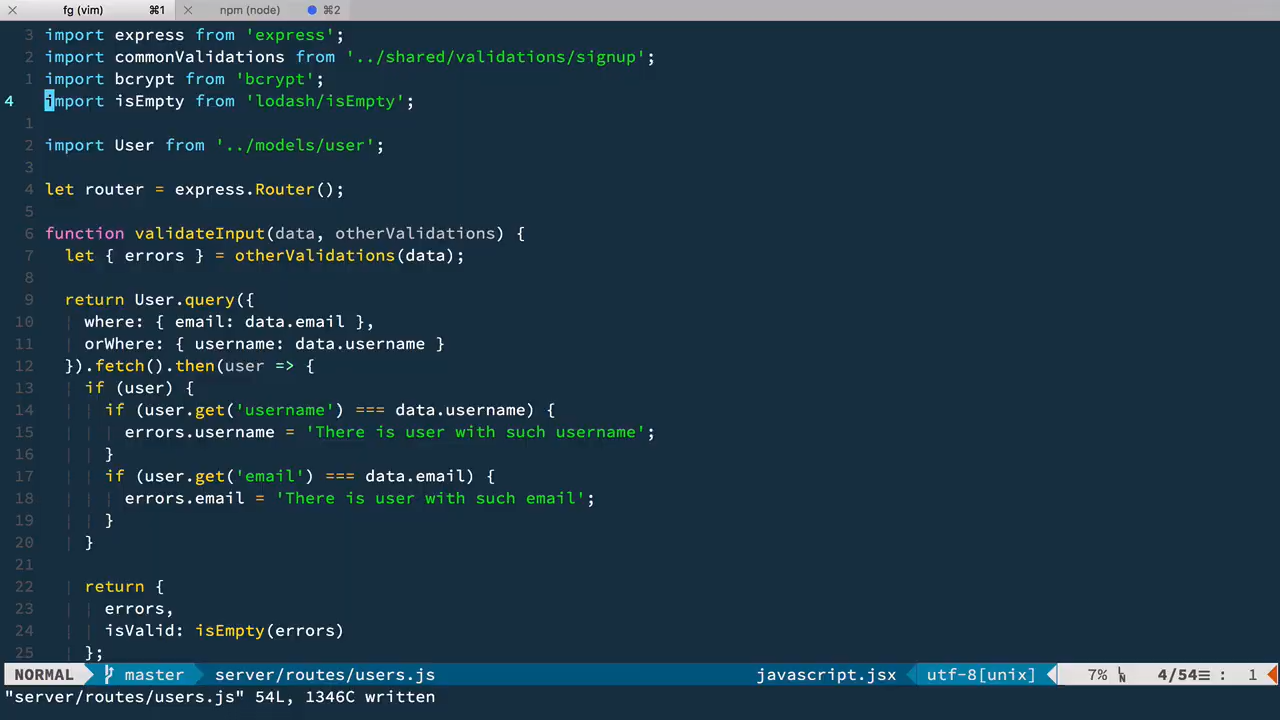 fg (vim) ⌘1 npm (node) ⌘2
3 import express from 'express';
2 import commonValidations from '../shared/validations/signup';
1 import bcrypt from 'bcrypt';
4 import isEmpty from 'lodash/isEmpty';
1
2 import User from '../models/user';
3
4 let router = express.Router();
5
6 function validateInput(data, otherValidations) {
7 let { errors } = otherValidations(data);
8
9 return User.query({
10 where: { email: data.email },
11 orWhere: { username: data.username }
12 }).fetch().then(user => {
13 if (user) {
14 if (user.get('username') === data.username) {
15 errors.username = 'There is user with such username';
16 }
17 if (user.get('email') === data.email) {
18 errors.email = 'There is user with such email';
19 }
20 }
21
22 return {
23 errors,
24 isValid: isEmpty(errors)
25 };
NORMAL master server/routes/users.js javascript.jsx utf-8[unix] 7% 4/54≡ : 1
"server/routes/users.js" 54L, 1346C written